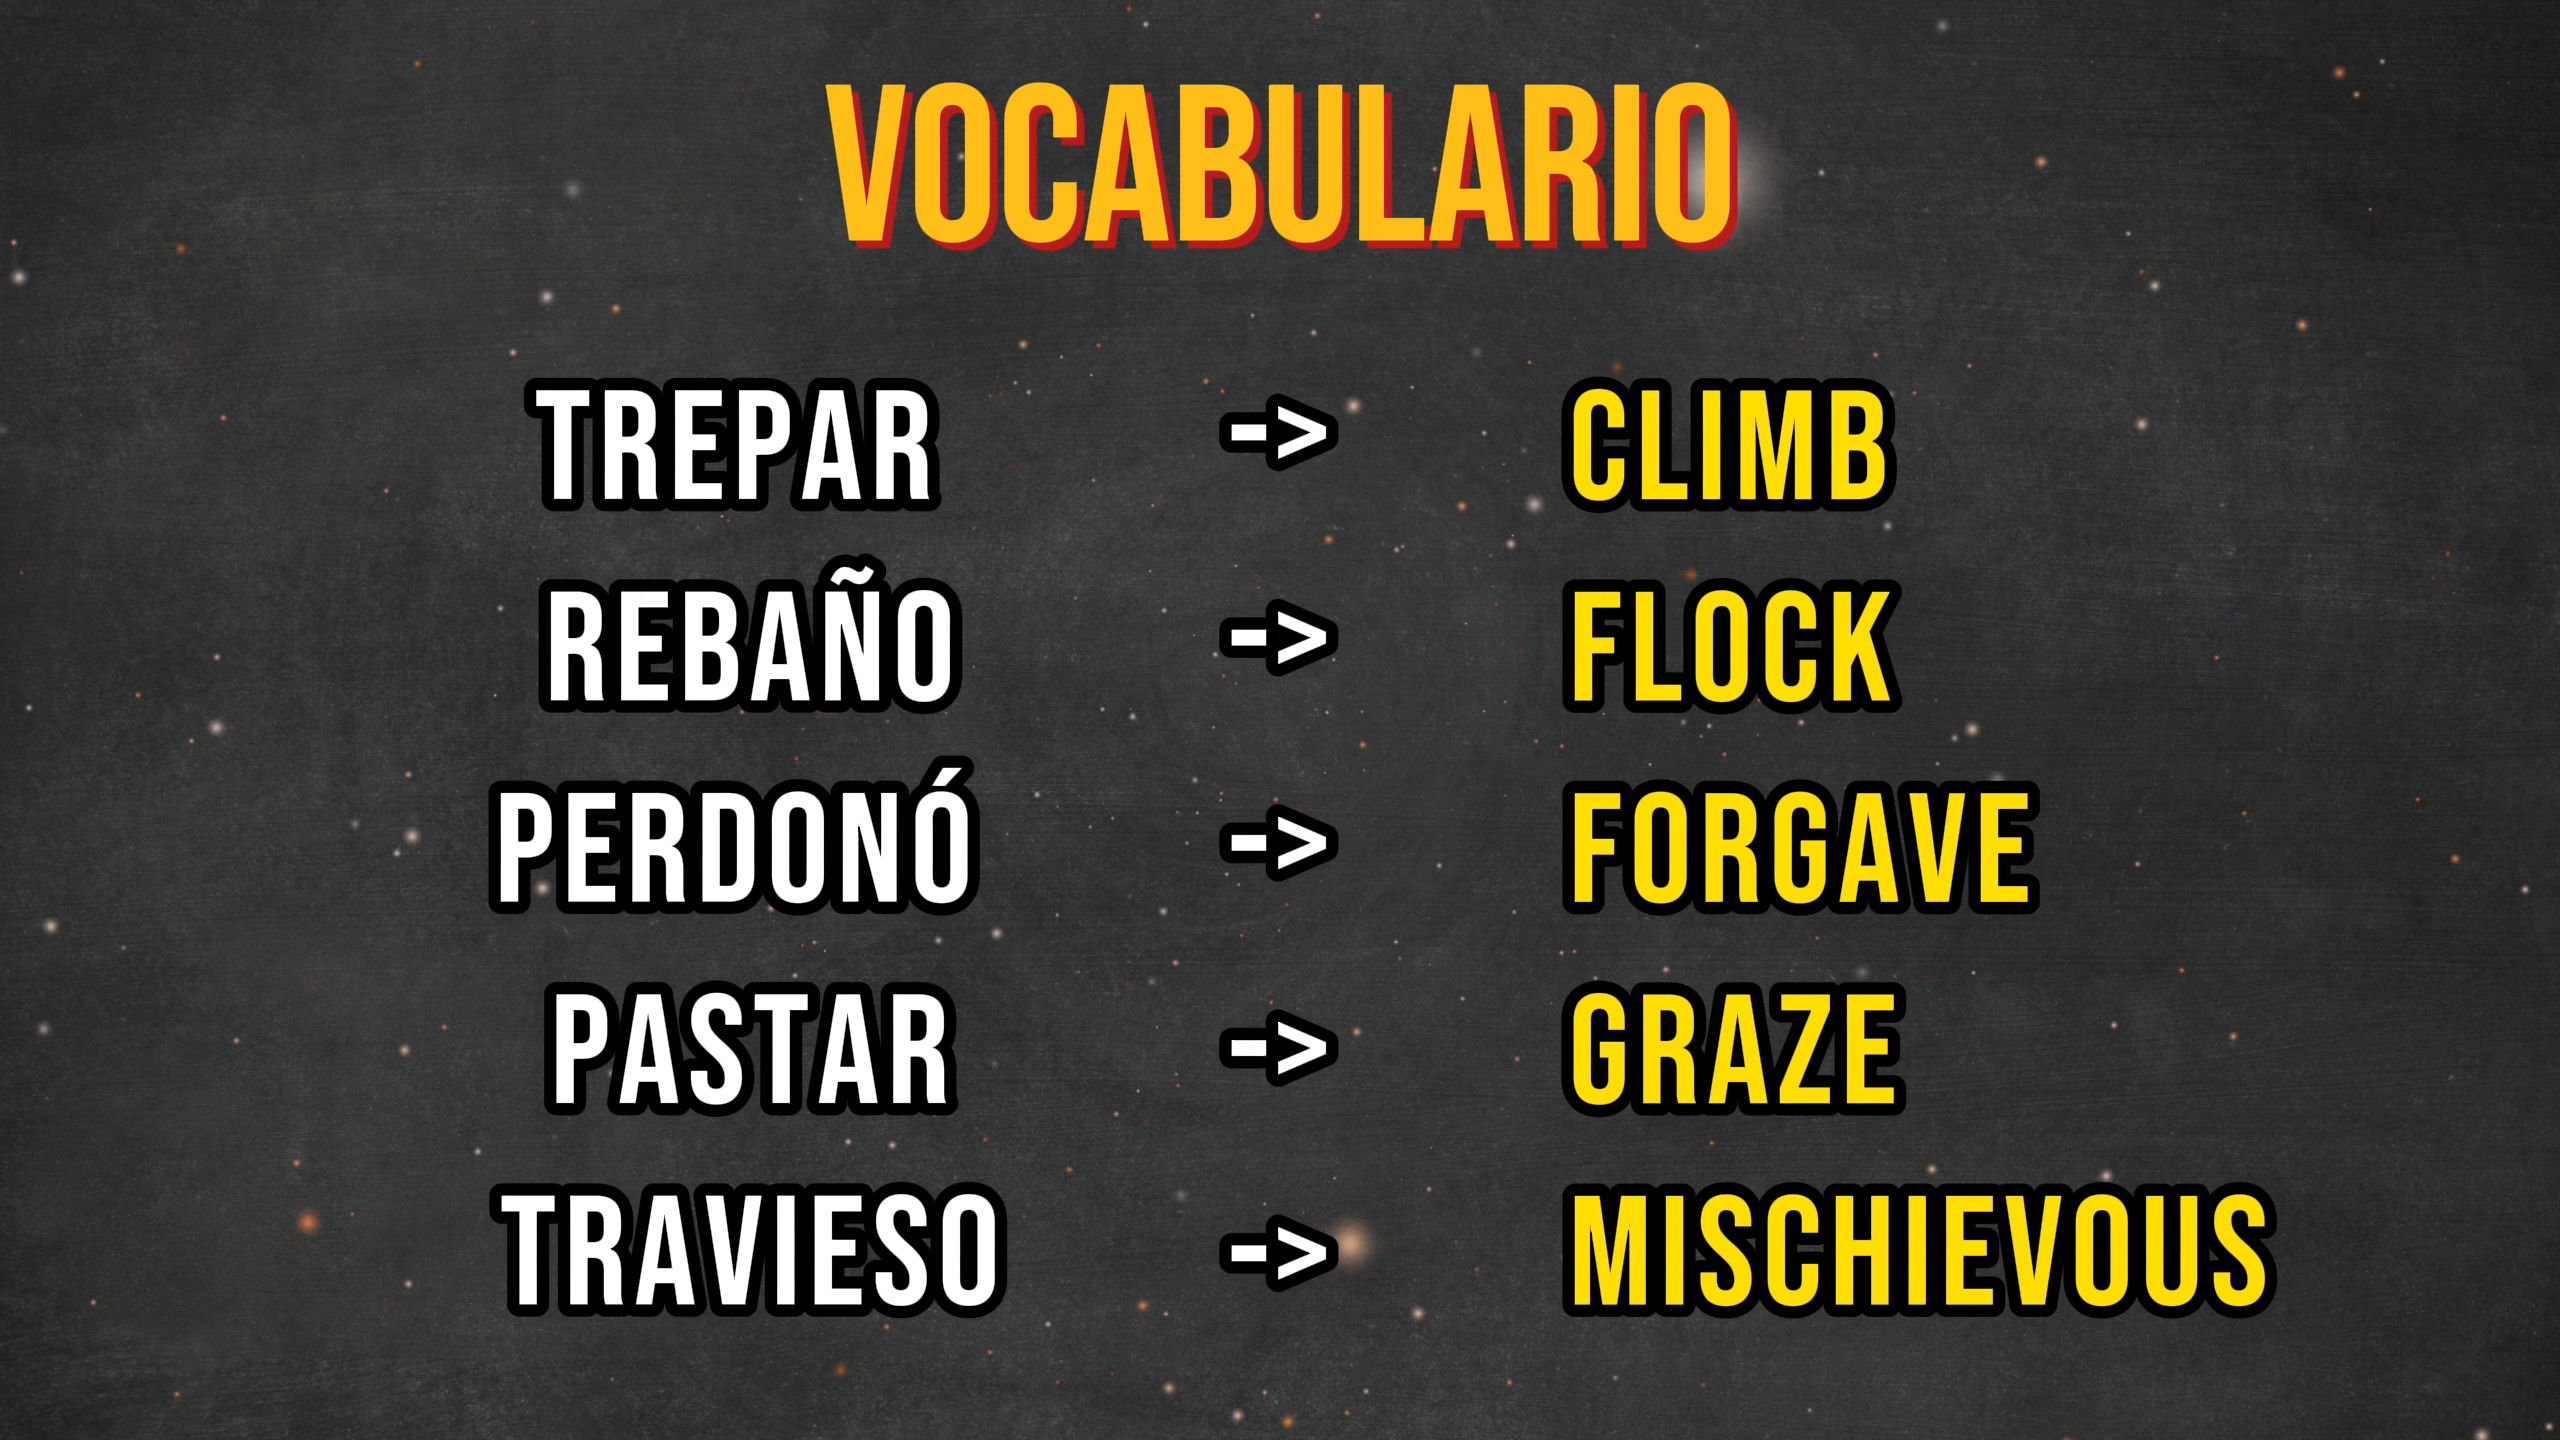 VOCABULARIO
TREPAR -> CLIMB
REBAÑO -> FLOCK
PERDONÓ -> FORGAVE
PASTAR -> GRAZE
TRAVIESO -> MISCHIEVOUS